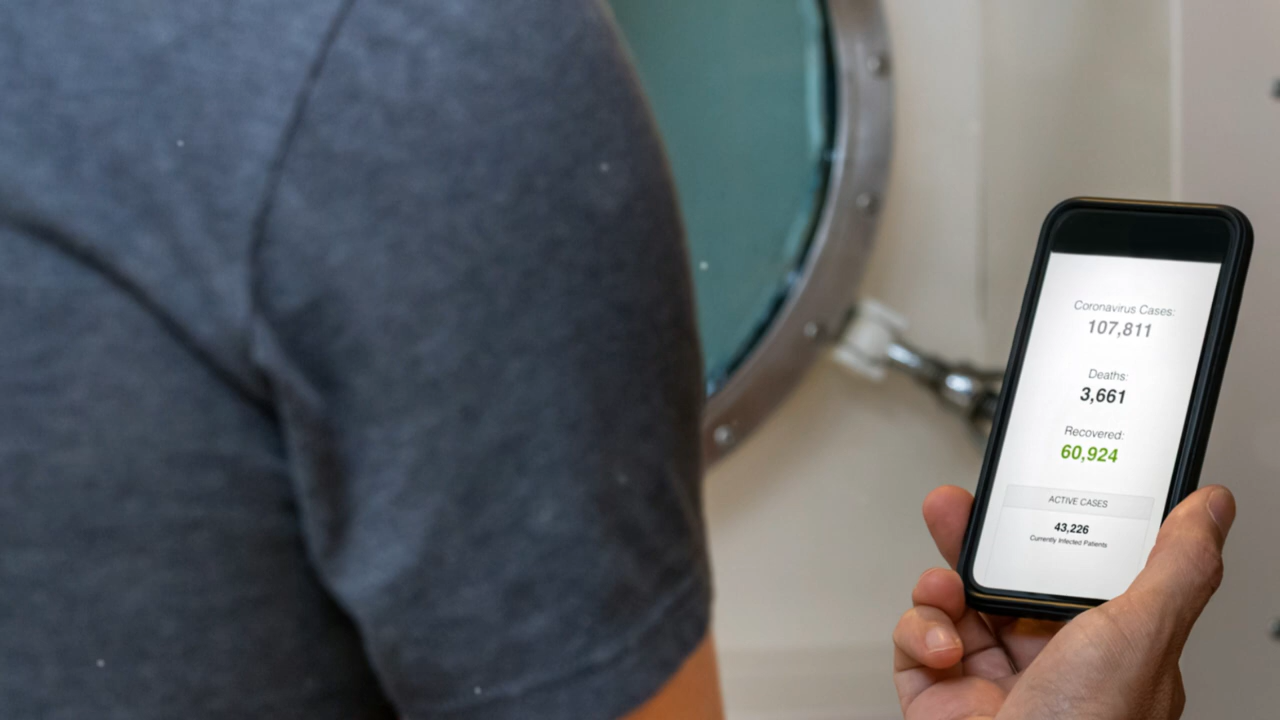 Coronavirus Cases:
107,811
Deaths:
3,661
Recovered:
60,924
ACTIVE CASES
43,226
Currently Infected Patients